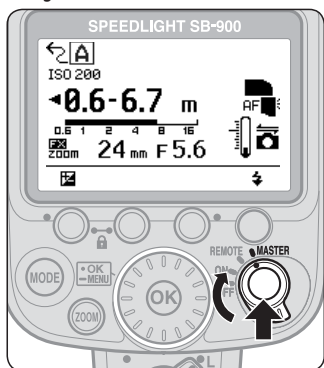 SPEEDLIGHT SB-900
A
ISO 200
0.6-6.7 m
AF
0.6 1 2 4 8 16
FX
zoom 24 mm F5.6
REMOTE MASTER
MODE
OK
MENU
OK
ON
OFF
ZOOM
L